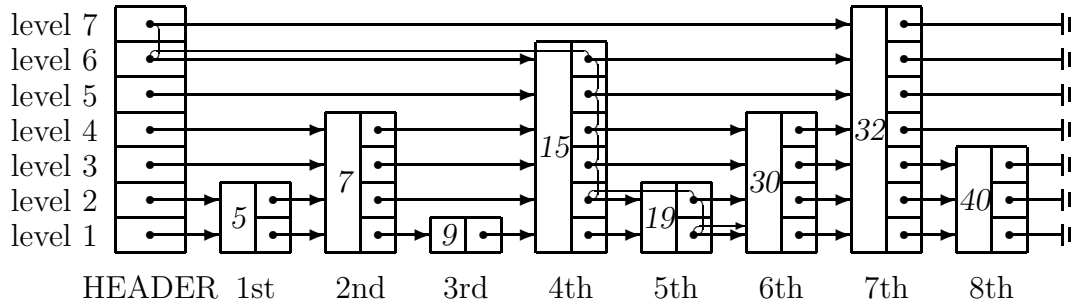 level 7
level 6
level 5
level 4
level 3
level 2
level 1
5
7
9
15
19
30
32
40
HEADER 1st 2nd 3rd 4th 5th 6th 7th 8th